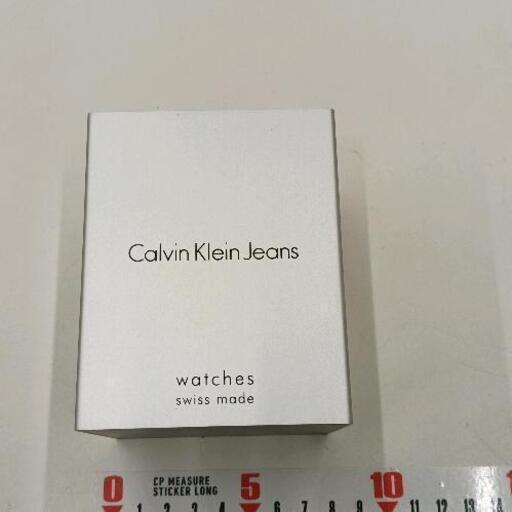 Calvin Klein Jeans
watches
swiss made
0 CP MEASURE 5 10
STICKER LONG
1 2 3 4 6 7 8 9 11 12 13 14